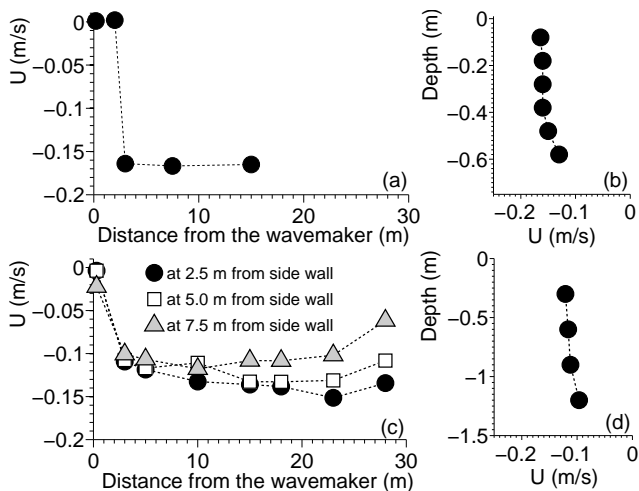 0
−0.05
−0.1
−0.15
−0.2
U (m/s)
(a)
0 10 20 30
Distance from the wavemaker (m)
0
−0.2
−0.4
−0.6
Depth (m)
(b)
−0.2 −0.1 0
U (m/s)
0
−0.05
−0.1
−0.15
−0.2
U (m/s)
at 2.5 m from side wall
at 5.0 m from side wall
at 7.5 m from side wall
(c)
0 10 20 30
Distance from the wavemaker (m)
0
−0.5
−1
−1.5
Depth (m)
(d)
−0.2 −0.1 0
U (m/s)